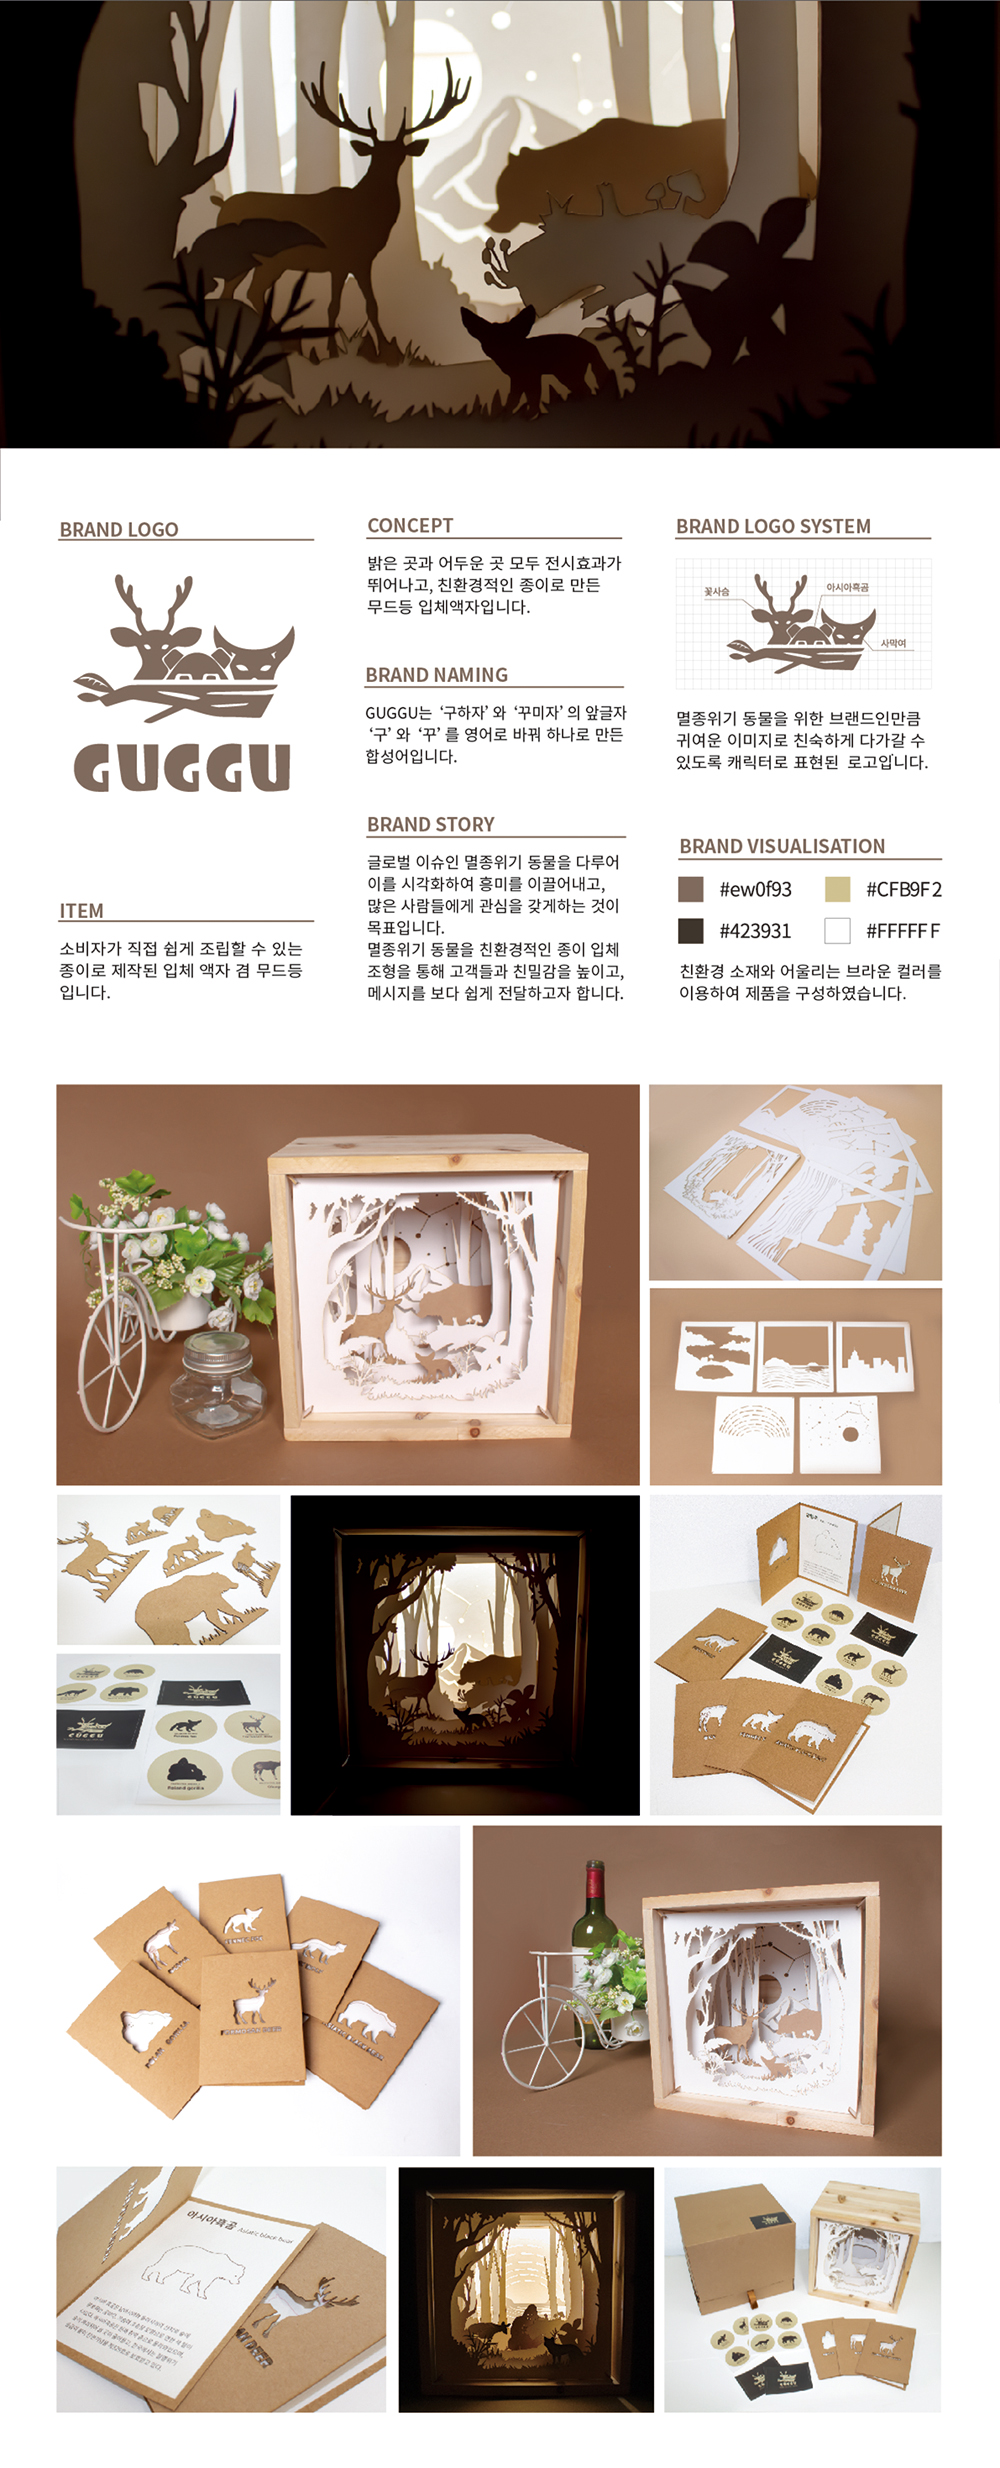 BRAND LOGO
GUGGU
ITEM
소비자가 직접 쉽게 조립할 수 있는
종이로 제작된 입체 액자 겸 무드등
입니다.
CONCEPT
밝은 곳과 어두운 곳 모두 전시효과가
뛰어나고, 친환경적인 종이로 만든
무드등 입체액자입니다.
BRAND NAMING
GUGGU는 ‘구하자’ 와 ‘꾸미자’ 의 앞글자
‘구’ 와 ‘꾸’ 를 영어로 바꿔 하나로 만든
합성어입니다.
BRAND STORY
글로벌 이슈인 멸종위기 동물을 다루어
이를 시각화하여 흥미를 이끌어내고,
많은 사람들에게 관심을 갖게하는 것이
목표입니다.
멸종위기 동물을 친환경적인 종이 입체
조형을 통해 고객들과 친밀감을 높이고,
메시지를 보다 쉽게 전달하고자 합니다.
BRAND LOGO SYSTEM
꽃사슴
아시아흑곰
사막여
멸종위기 동물을 위한 브랜드인만큼
귀여운 이미지로 친숙하게 다가갈 수
있도록 캐릭터로 표현된 로고입니다.
BRAND VISUALISATION
#ew0f93
#CFB9F2
#423931
#FFFFFF
친환경 소재와 어울리는 브라운 컬러를
이용하여 제품을 구성하였습니다.
GUGGU
GUGGU
아시아흑곰 Asiatic black bear